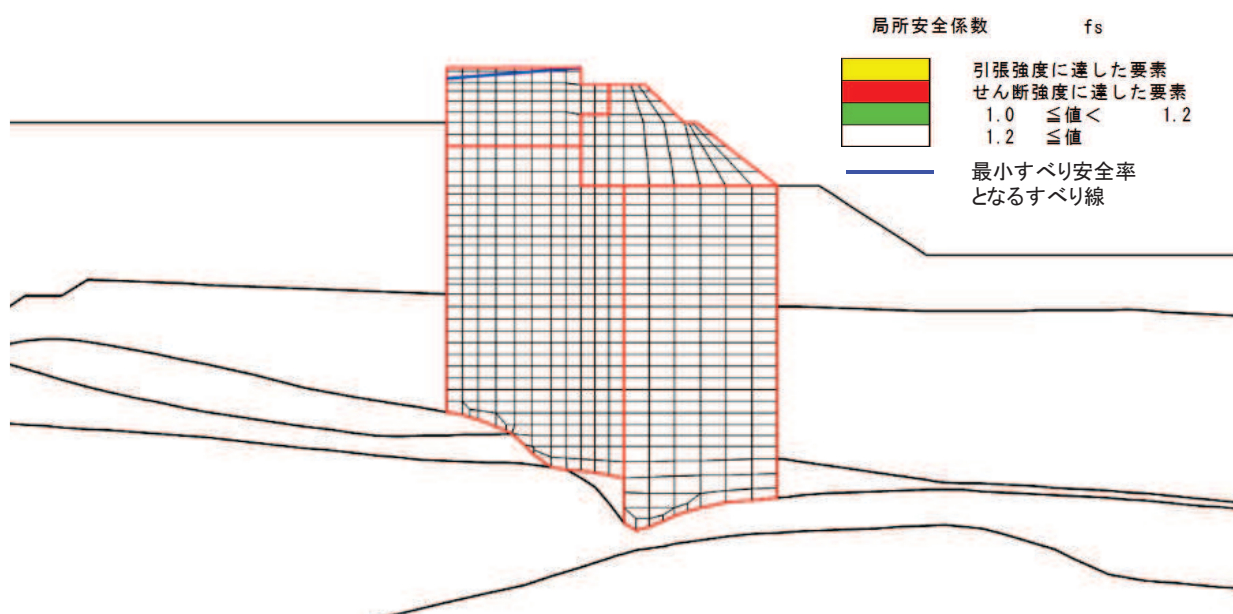 局所安全係数 fs
引張強度に達した要素
せん断強度に達した要素
1.0 ≦値< 1.2
1.2 ≦値
最小すべり安全率
となるすべり線